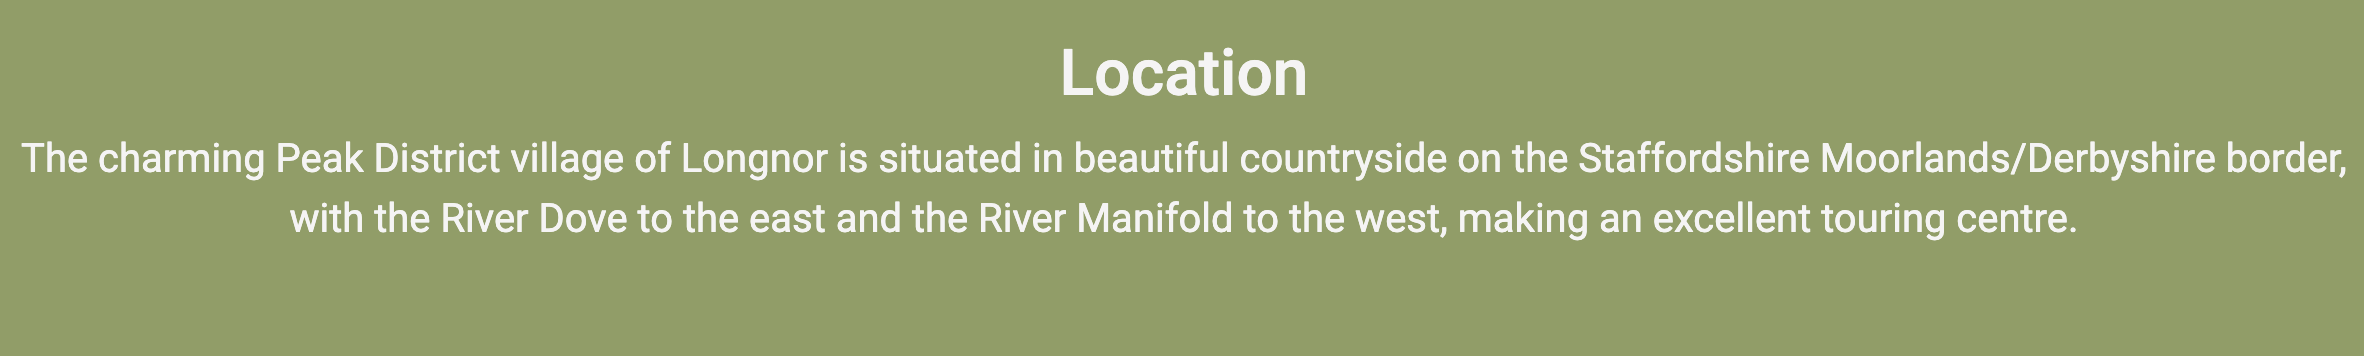 Location
The charming Peak District village of Longnor is situated in beautiful countryside on the Staffordshire Moorlands/Derbyshire border,
with the River Dove to the east and the River Manifold to the west, making an excellent touring centre.